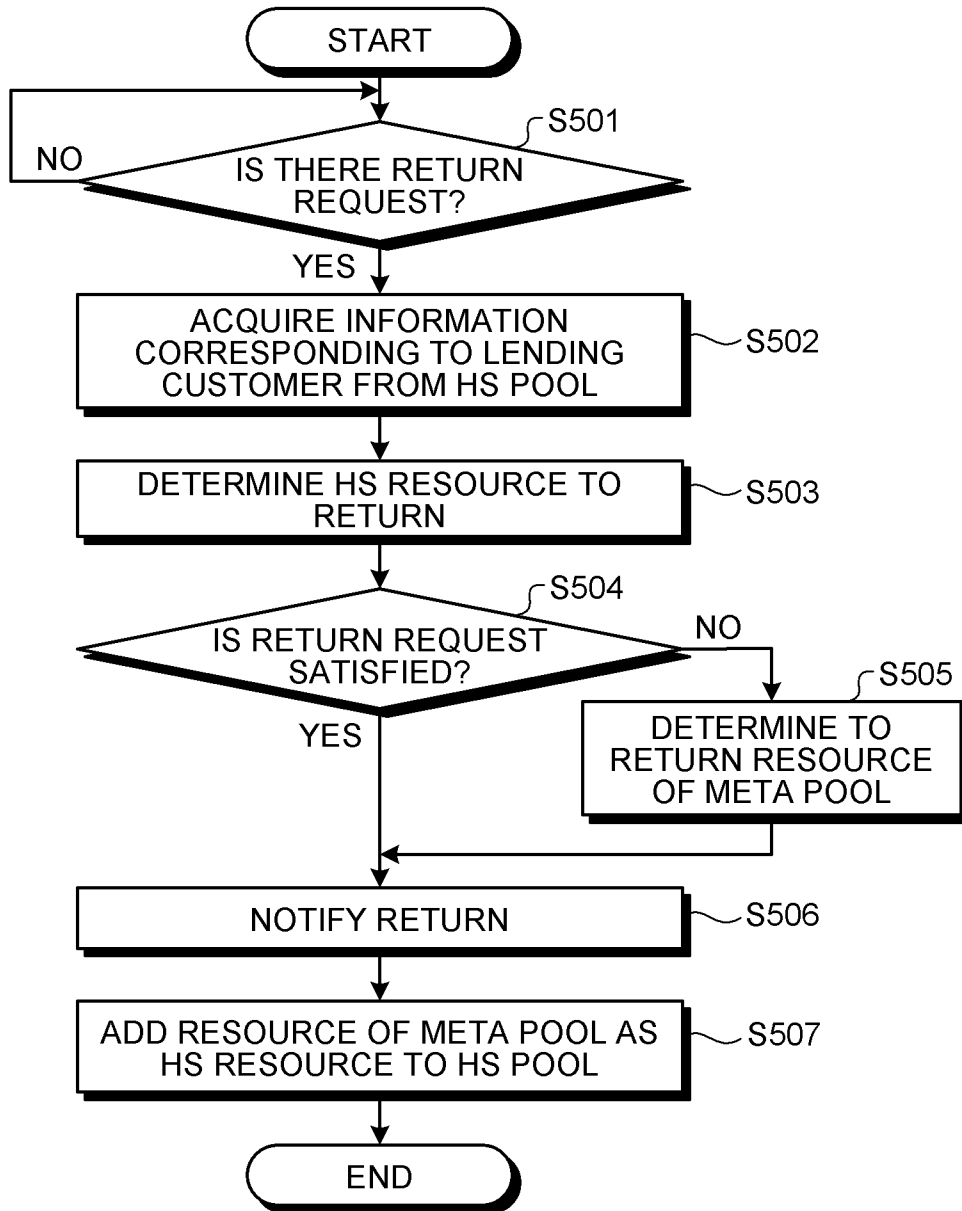 START
S501
NO
IS THERE RETURN
REQUEST?
YES
ACQUIRE INFORMATION
CORRESPONDING TO LENDING
CUSTOMER FROM HS POOL
S502
DETERMINE HS RESOURCE TO
RETURN
S503
S504
IS RETURN REQUEST
SATISFIED?
NO
YES
S505
DETERMINE TO
RETURN RESOURCE
OF META POOL
NOTIFY RETURN
S506
ADD RESOURCE OF META POOL AS
HS RESOURCE TO HS POOL
S507
END